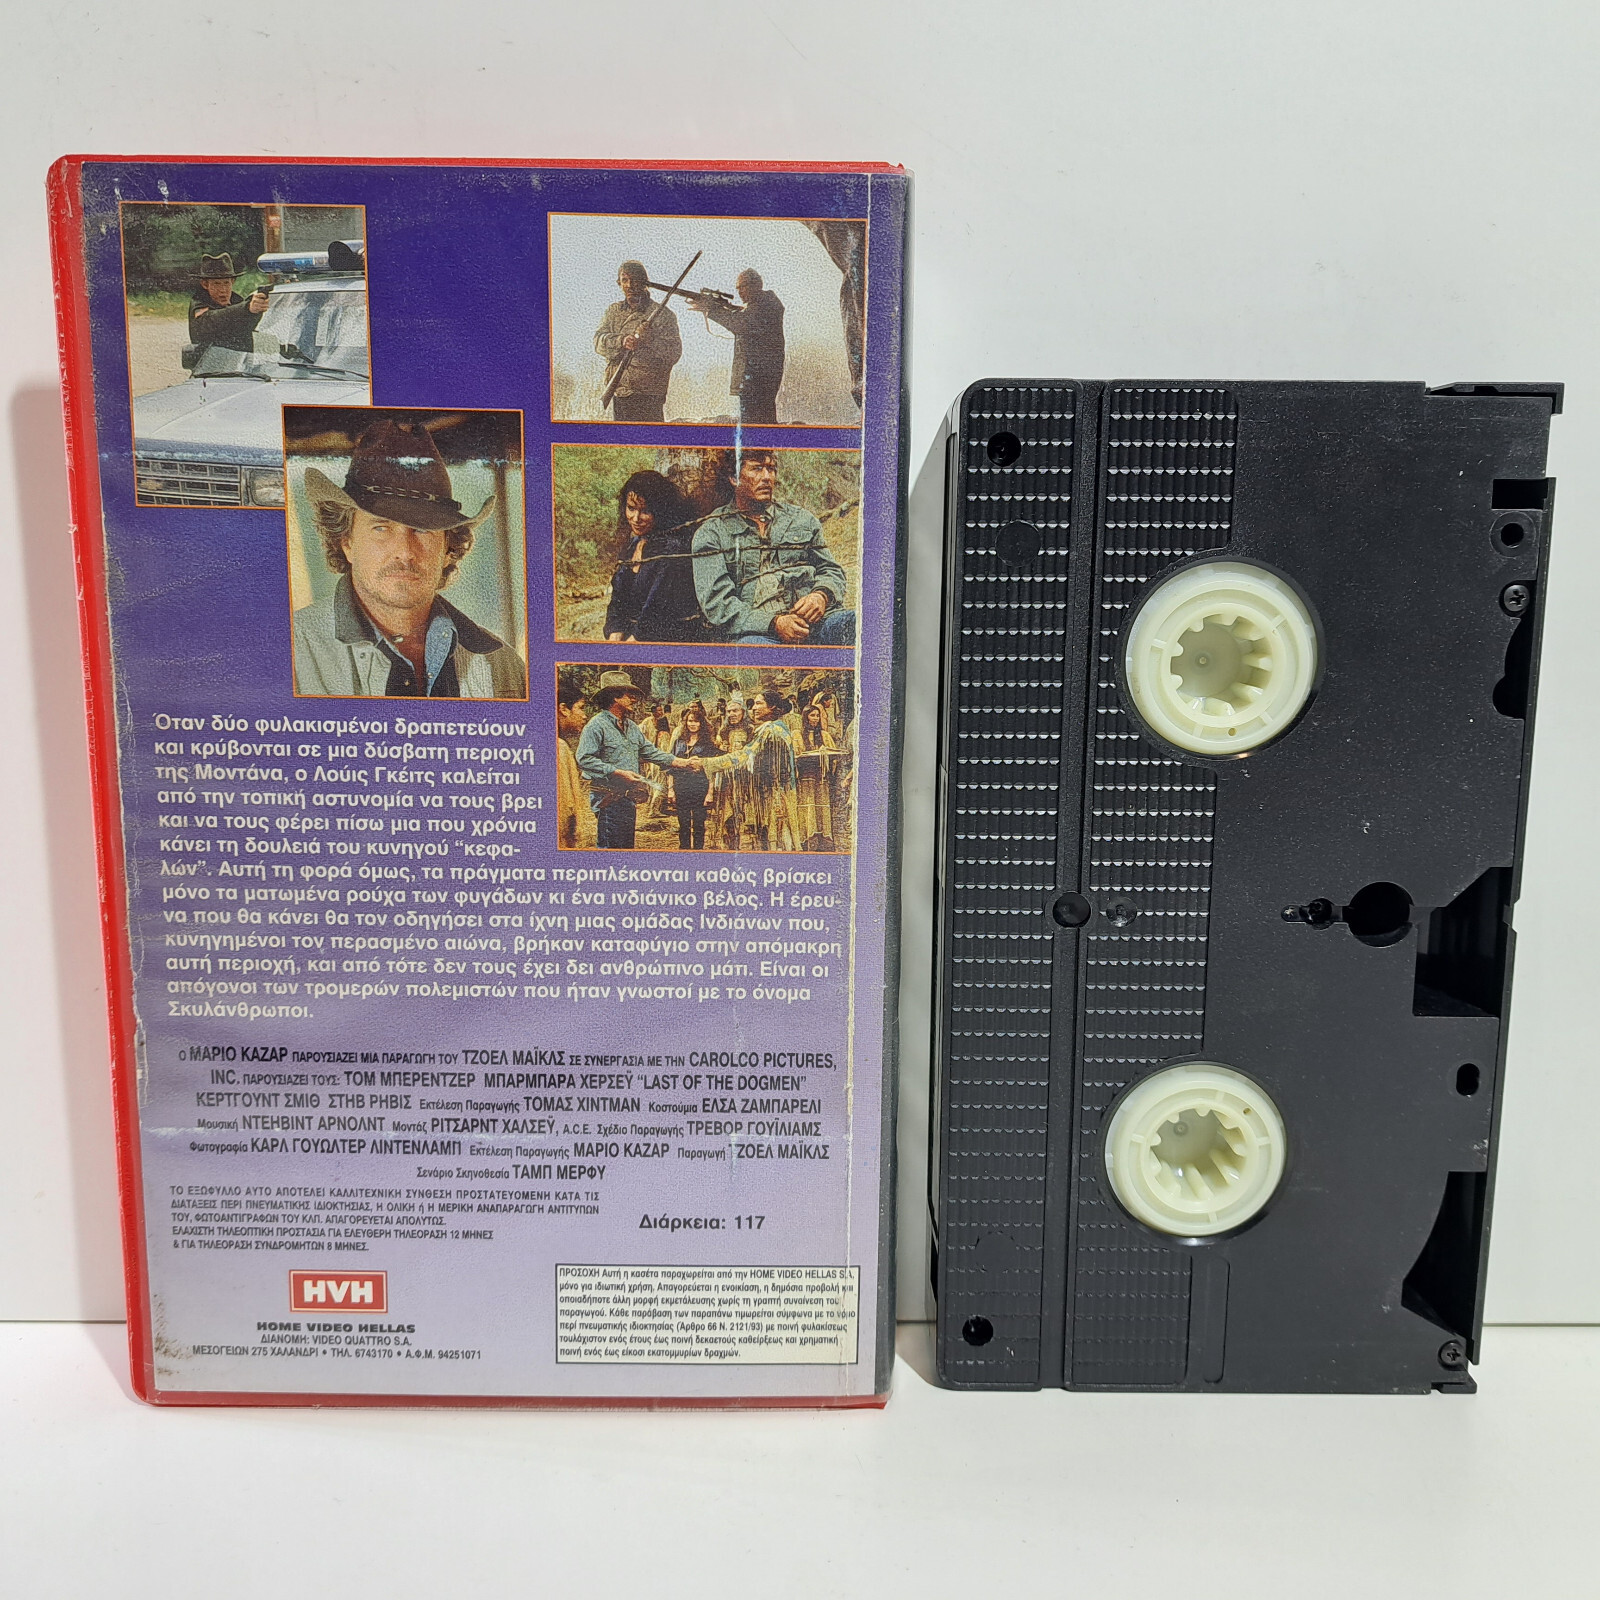 Όταν δύο φυλακισμένοι δραπετεύουν
και κρύβονται σε μια δύσβατη περιοχή
της Μοντάνα, ο Λούις Γκέιτς καλείται
από την τοπική αστυνομία να τους βρει
και να τους φέρει πίσω μια που χρόνια
κάνει τη δουλειά του κυνηγού “κεφα-
λών”. Αυτή τη φορά όμως, τα πράγματα περιπλέκονται καθώς βρίσκει
μόνο τα ματωμένα ρούχα των φυγάδων κι ένα ινδιάνικο βέλος. Η έρευ-
να που θα κάνει θα τον οδηγήσει στα ίχνη μιας ομάδας Ινδιάνων που,
κυνηγημένοι τον περασμένο αιώνα, βρήκαν καταφύγιο στην απόμακρη
αυτή περιοχή, και από τότε δεν τους έχει δει ανθρώπινο μάτι. Είναι οι
απόγονοι των τρομερών πολεμιστών που ήταν γνωστοί με το όνομα
Σκυλάνθρωποι.
Ο ΜΑΡΙΟ ΚΑΖΑΡ ΠΑΡΟΥΣΙΑΖΕΙ ΜΙΑ ΠΑΡΑΓΩΓΗ ΤΟΥ ΤΖΟΕΛ ΜΑΪΚΛΣ ΣΕ ΣΥΝΕΡΓΑΣΙΑ ΜΕ ΤΗΝ CAROLCO PICTURES,
INC. ΠΑΡΟΥΣΙΑΖΕΙ ΤΟΥΣ: ΤΟΜ ΜΠΕΡΕΝΤΖΕΡ ΜΠΑΡΜΠΑΡΑ ΧΕΡΣΕΫ “LAST OF THE DOGMEN”
ΚΕΡΤΓΟΥΝΤ ΣΜΙΘ ΣΤΗΒ ΡΗΒΙΣ Εκτέλεση Παραγωγής ΤΟΜΑΣ ΧΙΝΤΜΑΝ Κοστούμια ΕΛΣΑ ΖΑΜΠΑΡΕΛΙ
Μουσική ΝΤΕΗΒΙΝΤ ΑΡΝΟΛΝΤ Μοντάζ ΡΙΤΣΑΡΝΤ ΧΑΛΣΕΫ, A.C.E. Σχέδιο Παραγωγής ΤΡΕΒΟΡ ΓΟΥΪΛΙΑΜΣ
Φωτογραφία ΚΑΡΛ ΓΟΥΩΛΤΕΡ ΛΙΝΤΕΝΛΑΜΠ Εκτέλεση Παραγωγής ΜΑΡΙΟ ΚΑΖΑΡ Παραγωγή ΤΖΟΕΛ ΜΑΪΚΛΣ
Σενάριο Σκηνοθεσία ΤΑΜΠ ΜΕΡΦΥ
ΤΟ ΕΞΩΦΥΛΛΟ ΑΥΤΟ ΑΠΟΤΕΛΕΙ ΚΑΛΛΙΤΕΧΝΙΚΗ ΣΥΝΘΕΣΗ ΠΡΟΣΤΑΤΕΥΟΜΕΝΗ ΚΑΤΑ ΤΙΣ
ΔΙΑΤΑΞΕΙΣ ΠΕΡΙ ΠΝΕΥΜΑΤΙΚΗΣ ΙΔΙΟΚΤΗΣΙΑΣ, Η ΟΛΙΚΗ ή Η ΜΕΡΙΚΗ ΑΝΑΠΑΡΑΓΩΓΗ ΑΝΤΙΤΥΠΩΝ
ΤΟΥ, ΦΩΤΟΑΝΤΙΓΡΑΦΩΝ ΤΟΥ ΚΛΠ. ΑΠΑΓΟΡΕΥΕΤΑΙ ΑΠΟΛΥΤΩΣ.
ΕΛΑΧΙΣΤΗ ΤΗΛΕΟΠΤΙΚΗ ΠΡΟΣΤΑΣΙΑ ΓΙΑ ΕΛΕΥΘΕΡΗ ΤΗΛΕΟΡΑΣΗ 12 ΜΗΝΕΣ
& ΓΙΑ ΤΗΛΕΟΡΑΣΗ ΣΥΝΔΡΟΜΗΤΩΝ 8 ΜΗΝΕΣ.
Διάρκεια: 117
HVH
HOME VIDEO HELLAS
ΔΙΑΝΟΜΗ: VIDEO QUATTRO S.A.
ΜΕΣΟΓΕΙΩΝ 275 ΧΑΛΑΝΔΡΙ • ΤΗΛ. 6743170 • Α.Φ.Μ. 94251071
ΠΡΟΣΟΧΗ Αυτή η κασέτα παραχωρείται από την HOME VIDEO HELLAS S.A.
μόνο για ιδιωτική χρήση. Απαγορεύεται η ενοικίαση, η δημόσια προβολή και
οποιαδήποτε άλλη μορφή εκμετάλλευσης χωρίς τη γραπτή συναίνεση του
παραγωγού. Κάθε παράβαση των παραπάνω τιμωρείται σύμφωνα με το νόμο
περί πνευματικής ιδιοκτησίας (Άρθρο 66 Ν. 2121/93) με ποινή φυλακίσεως
τουλάχιστον ενός έτους έως ποινή δεκαετούς καθείρξεως και χρηματική
ποινή ενός έως είκοσι εκατομμυρίων δραχμών.